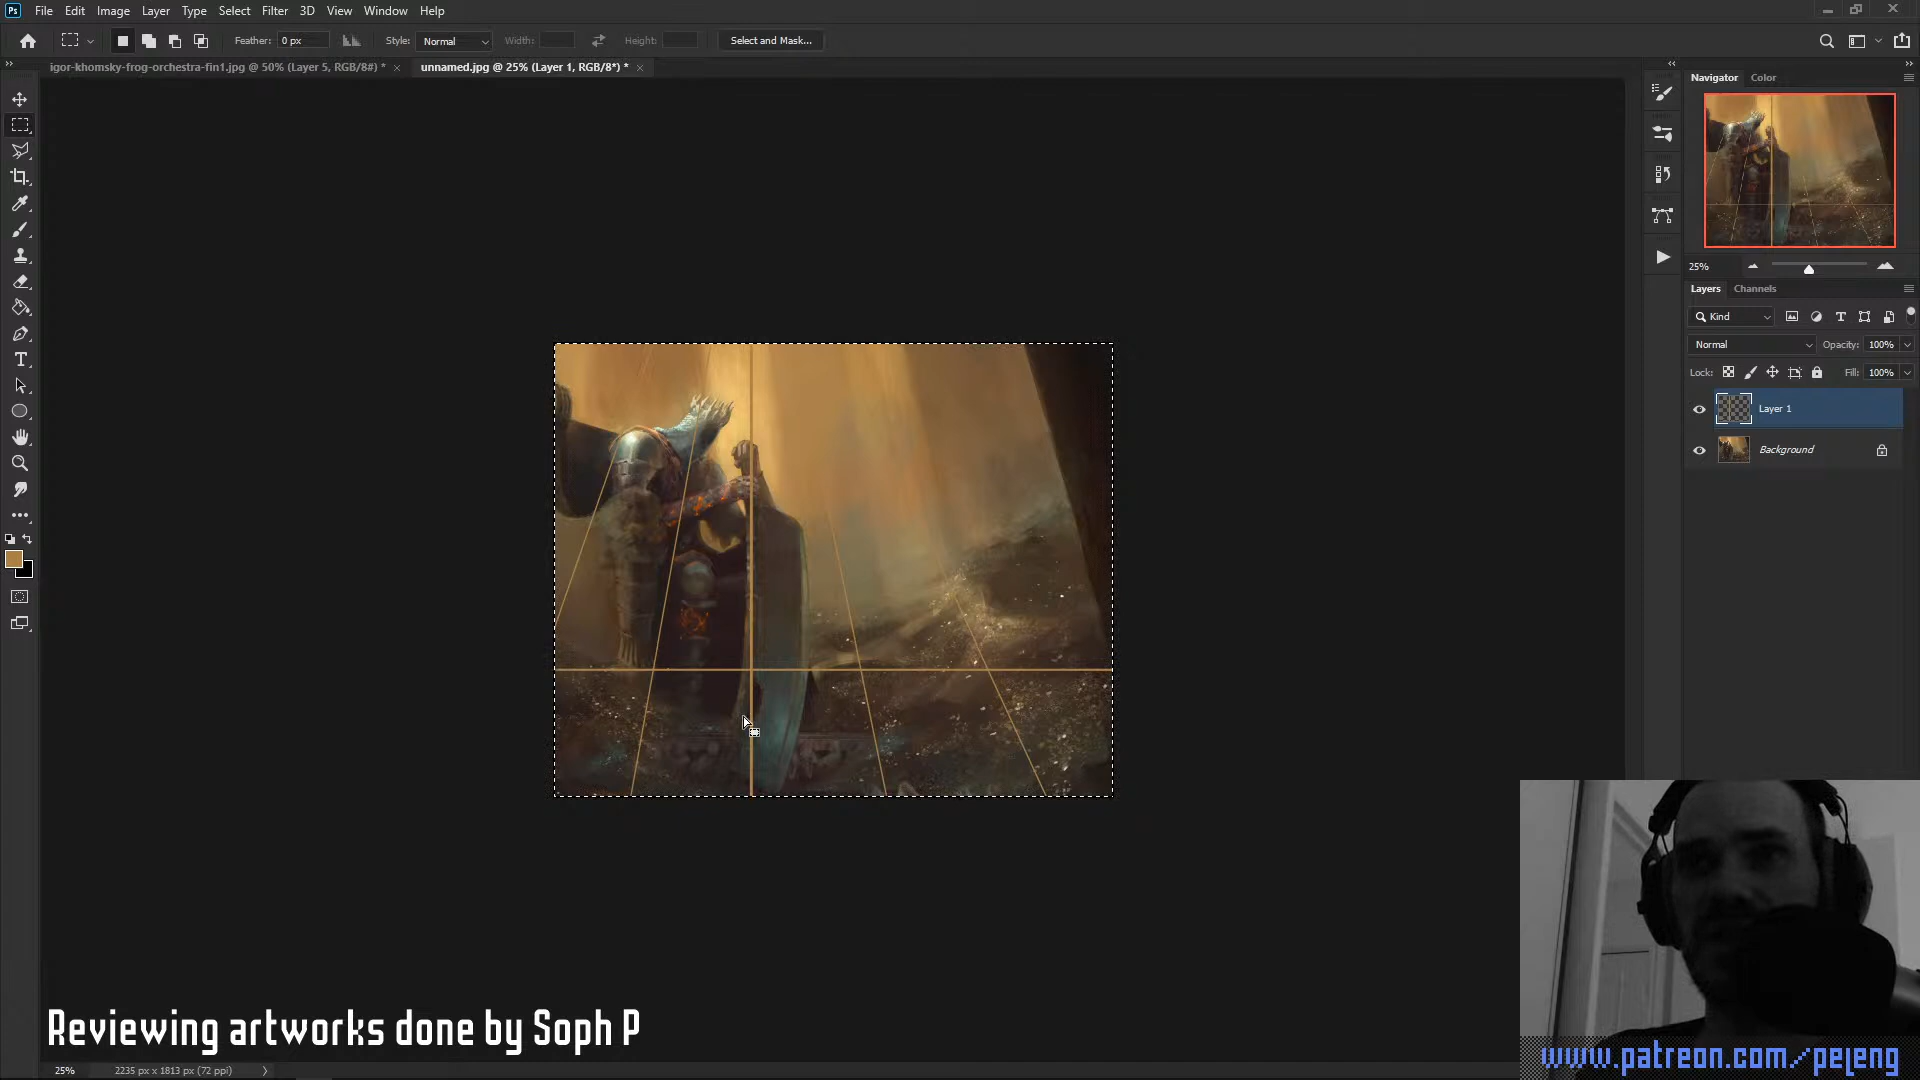 Ps File Edit Image Layer Type Select Filter 3D View Window Help
Feather: 0 px Style: Normal Width: Height: Select and Mask...
igor-khomsky-frog-orchestra-fin1.jpg @ 50% (Layer 5, RGB/8#) * unnamed.jpg @ 25% (Layer 1, RGB/8*) *
Navigator Color
25%
Layers Channels
Kind
Normal Opacity: 100%
Lock: Fill: 100%
Layer 1
Background
Reviewing artworks done by Soph P
www.patreon.com/peleng
25% 2235 px x 1813 px (72 ppi)